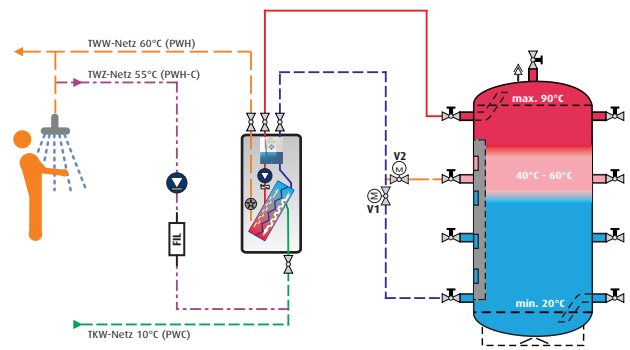 TWW-Netz 60°C (PWH)
TWZ-Netz 55°C (PWH-C)
max. 90°C
V2
M
40°C - 60°C
M
V1
FIL
min. 20°C
TKW-Netz 10°C (PWC)